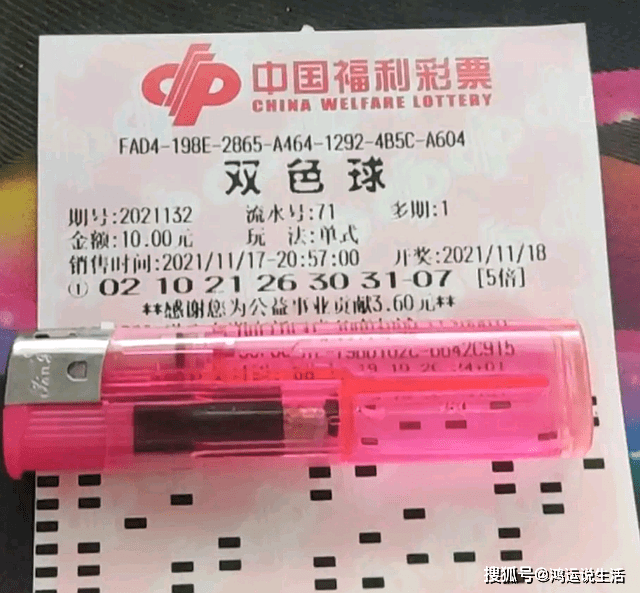 中国福利彩票
CHINA WELFARE LOTTERY
FAD4-198E-2865-A464-1292-4B5C-A604
双色球
期号:2021132 流水号:71 多期:1
金额:10.00元 玩 法:单式
销售时间:2021/11/17-20:57:00 开奖:2021/11/18
① 02 10 21 26 30 31-07 [5倍]
**感谢您为公益事业贡献3.60元**
搜狐号@鸿运说生活